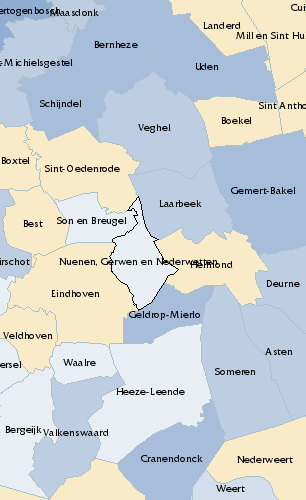 ertogenbosch
Maasdonk
Cui
Landerd
Mill en Sint Hu
Bernheze
-Michielsgestel
Uden
Schijndel
Sint Antho
Boekel
Veghel
Boxtel
Sint-Oedenrode
Gemert-Bakel
Laarbeek
Best
Son en Breugel
irschot
Nuenen, Gerwen en Nederwetten
Helmond
Deurne
Eindhoven
Geldrop-Mierlo
Veldhoven
Asten
Waalre
ersel
Someren
Heeze-Leende
Bergeijk
Valkenswaard
Cranendonck
Nederweert
Weert